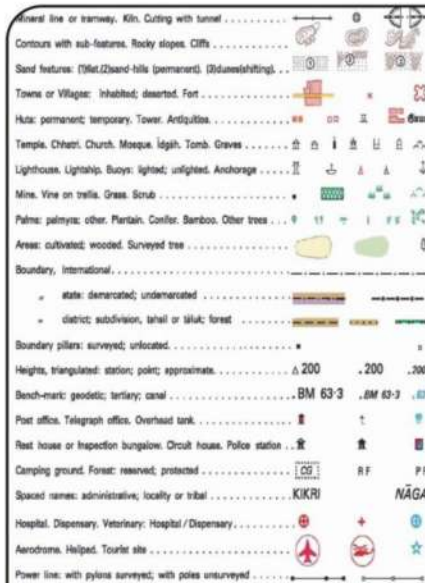 Mineral line or tramway. Kiln. Cutting with tunnel
Contours with sub-features. Rocky slopes. Cliffs
Sand features: (1)flat.(2)sand-hills (permanent). (3)dunes(shifting).
Towns or Villages: Inhabited; deserted. Fort
Huts: permanent; temporary. Tower. Antiquities.
Temple. Chhatri. Church. Mosque. Īdgāh. Tomb. Graves
Lighthouse. Lightship. Buoys: lighted; unlighted. Anchorage
Mine. Vine on trellis. Grass. Scrub
Palms: palmyra; other. Plantain. Conifer. Bamboo. Other trees
Areas: cultivated; wooded. Surveyed tree
Boundary, International.
" state: demarcated; undemarcated
" district; subdivision, tahsil or tāluk; forest
Boundary pillars: surveyed; unlocated.
Heights, triangulated: station; point; approximate. △ 200 . 200 .200
Bench-mark: geodetic; tertiary; canal . BM 63·3 .BM 63·3 .63
Post office. Telegraph office. Overhead tank.
Rest house or Inspection bungalow. Circuit house. Police station
Camping ground. Forest: reserved; protected CG RF PF
Spaced names: administrative; locality or tribal KIKRI NĀGA
Hospital. Dispensary. Veterinary: Hospital / Dispensary.
Aerodrome. Helipad. Tourist site
Power line: with pylons surveyed; with poles unsurveyed